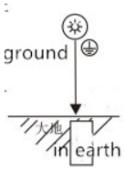 ground
大地
in earth